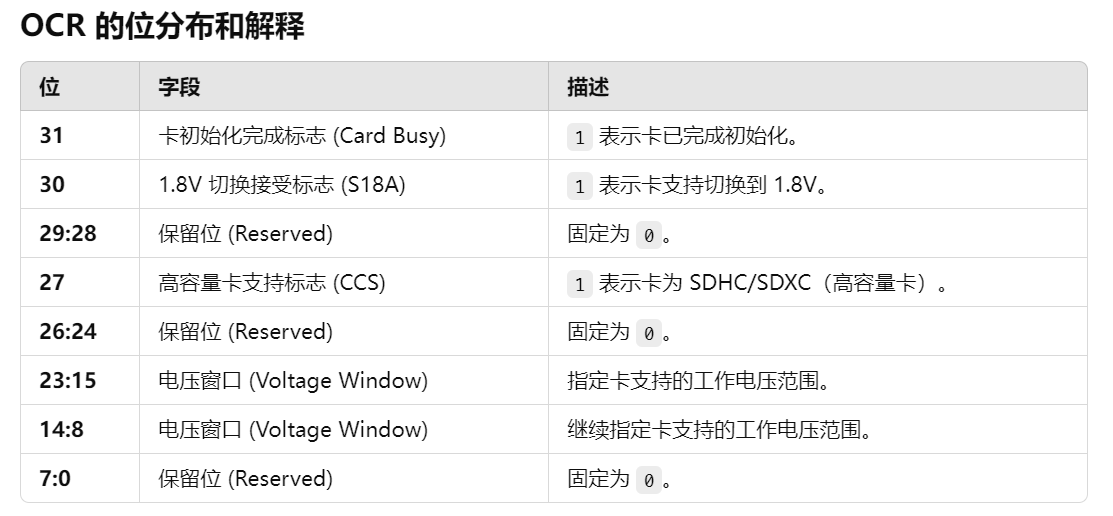 OCR 的位分布和解释
位 字段 描述
31 卡初始化完成标志 (Card Busy) 1 表示卡已完成初始化。
30 1.8V 切换接受标志 (S18A) 1 表示卡支持切换到 1.8V。
29:28 保留位 (Reserved) 固定为 0 。
27 高容量卡支持标志 (CCS) 1 表示卡为 SDHC/SDXC（高容量卡）。
26:24 保留位 (Reserved) 固定为 0 。
23:15 电压窗口 (Voltage Window) 指定卡支持的工作电压范围。
14:8 电压窗口 (Voltage Window) 继续指定卡支持的工作电压范围。
7:0 保留位 (Reserved) 固定为 0 。